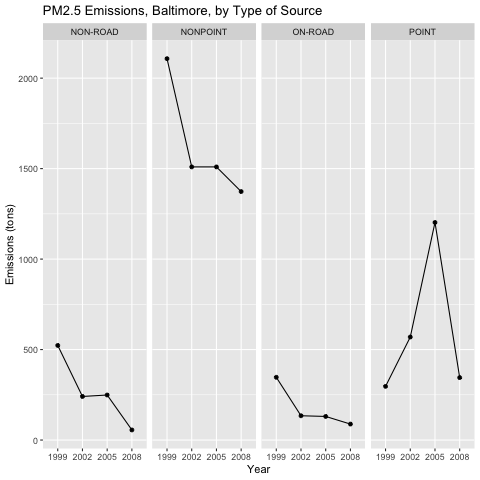 PM2.5 Emissions, Baltimore, by Type of Source
NON-ROAD NONPOINT ON-ROAD POINT
2000
1500
1000
500
0
Emissions (tons)
1999 2002 2005 2008 1999 2002 2005 2008 1999 2002 2005 2008 1999 2002 2005 2008
Year